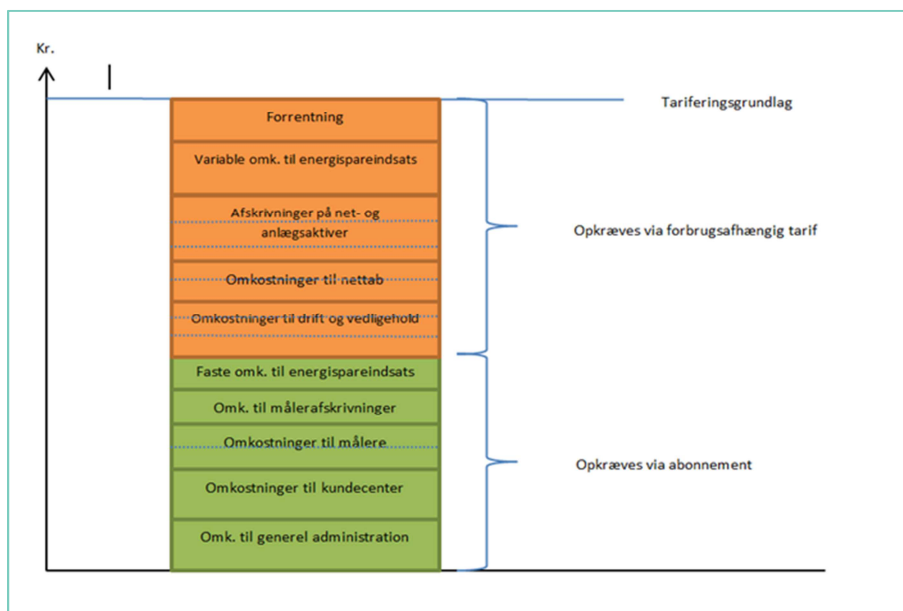 Kr.
Tariferingsgrundlag
Forrentning
Variable omk. til energispareindsats
Afskrivninger på net- og
anlægsaktiver
Opkræves via forbrugsafhængig tarif
Omkostninger til nettab
Omkostninger til drift og vedligehold
Faste omk. til energispareindsats
Omk. til målerafskrivninger
Omkostninger til målere
Opkræves via abonnement
Omkostninger til kundecenter
Omk. til generel administration